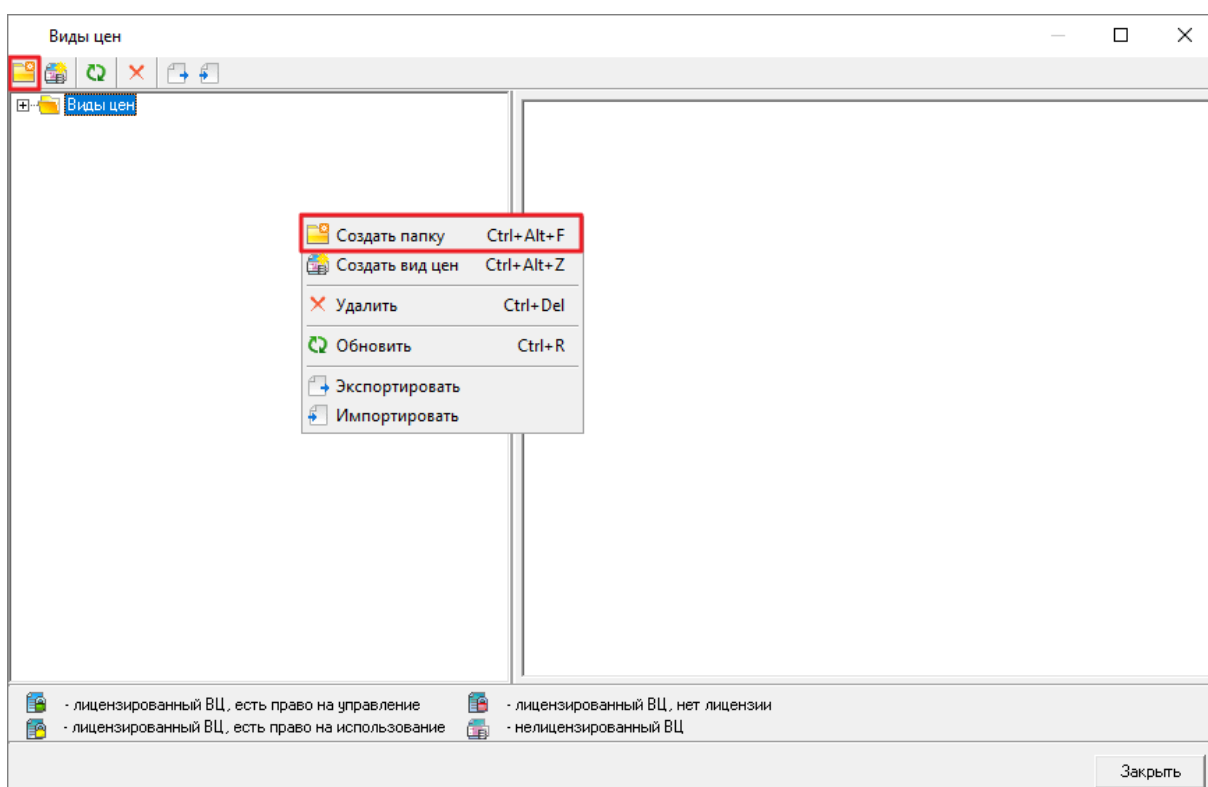 Виды цен
Виды цен
Создать папку Ctrl+Alt+F
Создать вид цен Ctrl+Alt+Z
Удалить Ctrl+Del
Обновить Ctrl+R
Экспортировать
Импортировать
- лицензированный ВЦ, есть право на управление - лицензированный ВЦ, нет лицензии
- лицензированный ВЦ, есть право на использование - нелицензированный ВЦ
Закрыть